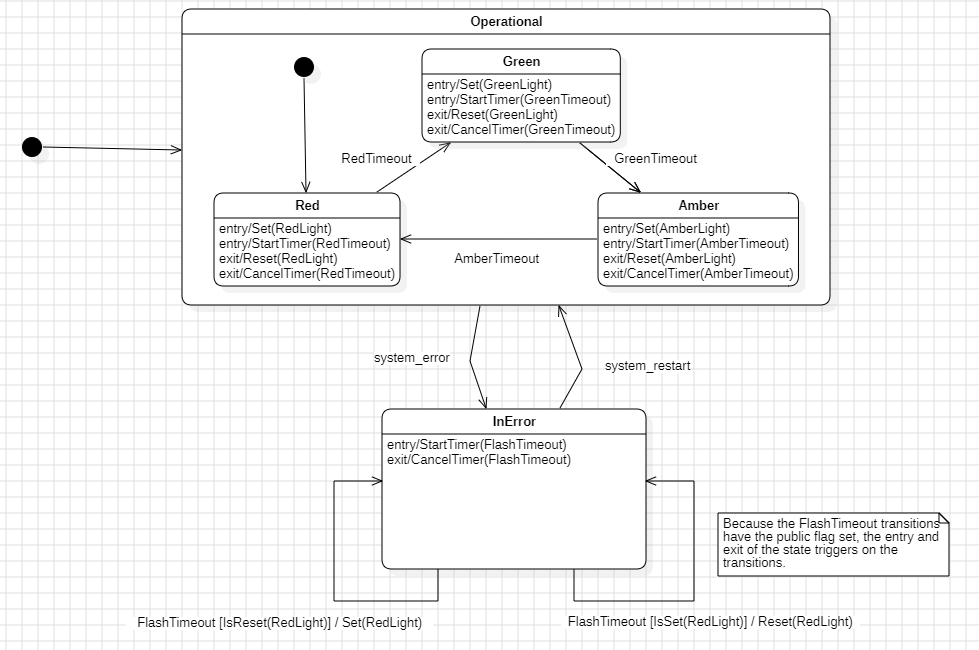 Operational
Green
entry/Set(GreenLight)
entry/StartTimer(GreenTimeout)
exit/Reset(GreenLight)
exit/CancelTimer(GreenTimeout)
RedTimeout
GreenTimeout
Red
entry/Set(RedLight)
entry/StartTimer(RedTimeout)
exit/Reset(RedLight)
exit/CancelTimer(RedTimeout)
Amber
entry/Set(AmberLight)
entry/StartTimer(AmberTimeout)
exit/Reset(AmberLight)
exit/CancelTimer(AmberTimeout)
AmberTimeout
system_error
system_restart
InError
entry/StartTimer(FlashTimeout)
exit/CancelTimer(FlashTimeout)
Because the FlashTimeout transitions
have the public flag set, the entry and
exit of the state triggers on the
transitions.
FlashTimeout [IsReset(RedLight)] / Set(RedLight)
FlashTimeout [IsSet(RedLight)] / Reset(RedLight)